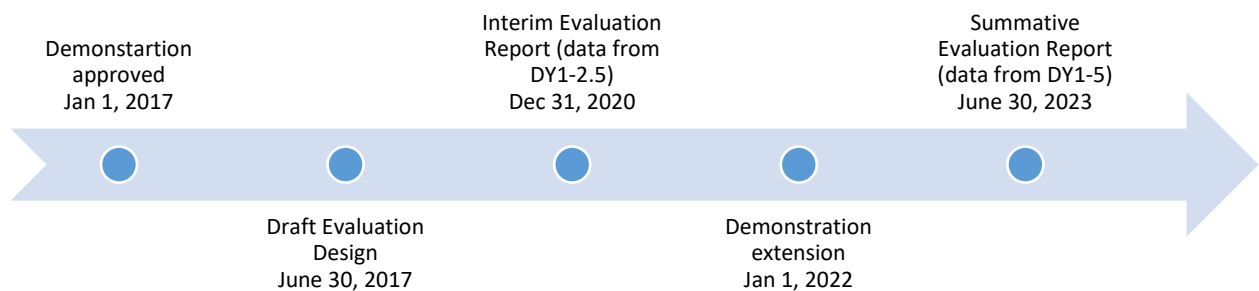 Demonstartion
approved
Jan 1, 2017
Draft Evaluation
Design
June 30, 2017
Interim Evaluation
Report (data from
DY1-2.5)
Dec 31, 2020
Demonstration
extension
Jan 1, 2022
Summative
Evaluation Report
(data from DY1-5)
June 30, 2023